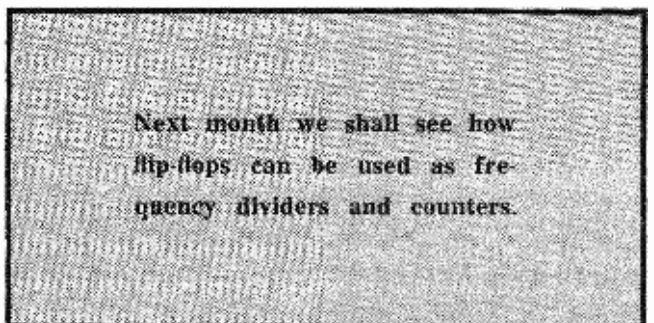 Next month we shall see how
flip-flops can be used as fre-
quency dividers and counters.